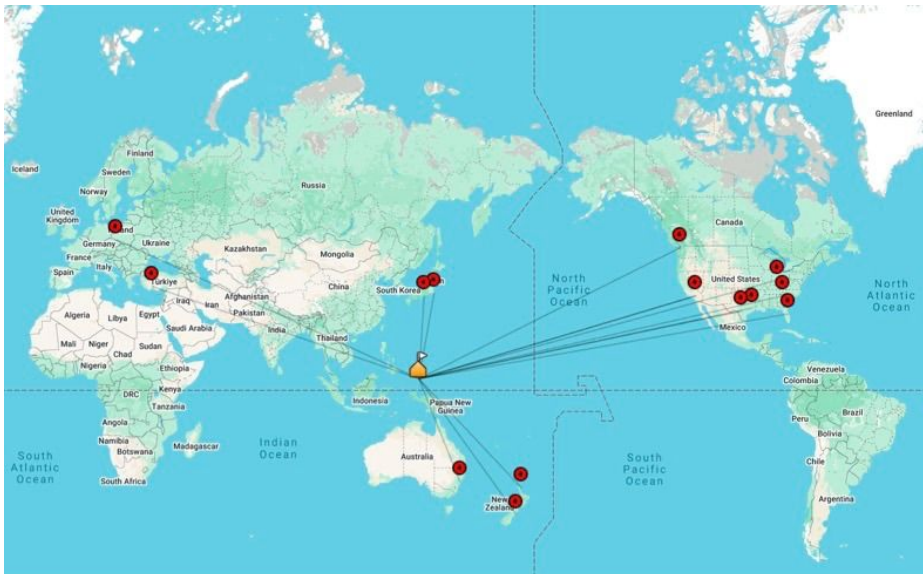 Greenland
Iceland
Finland
Sweden
Norway
Russia
United
Kingdom
Canada
Germany
Ukraine
Kazakhstan
Mongolia
France
Italy
Spain
Türkiye
South Korea
China
North
Pacific
Ocean
United States
North
Atlantic
Ocean
Iraq
Iran
Afghanistan
Pakistan
Algeria
Libya
Egypt
Saudi Arabia
India
Mexico
Mali
Niger
Chad
Sudan
Thailand
Nigeria
Ethiopia
Venezuela
Colombia
DRC
Kenya
Tanzania
Indonesia
Papua New
Guinea
Peru
Brazil
Angola
Bolivia
Namibia
Botswana
Madagascar
Indian
Ocean
Australia
South
Atlantic
Ocean
South
Pacific
Ocean
Chile
South Africa
New
Zealand
Argentina